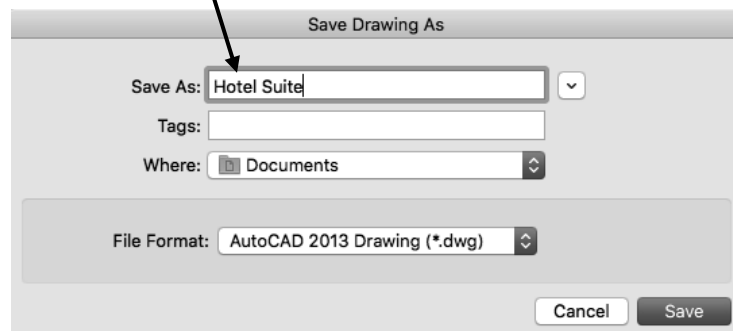 Save Drawing As
Save As: Hotel Suite
Tags:
Where: Documents
File Format: AutoCAD 2013 Drawing (*.dwg)
Cancel Save